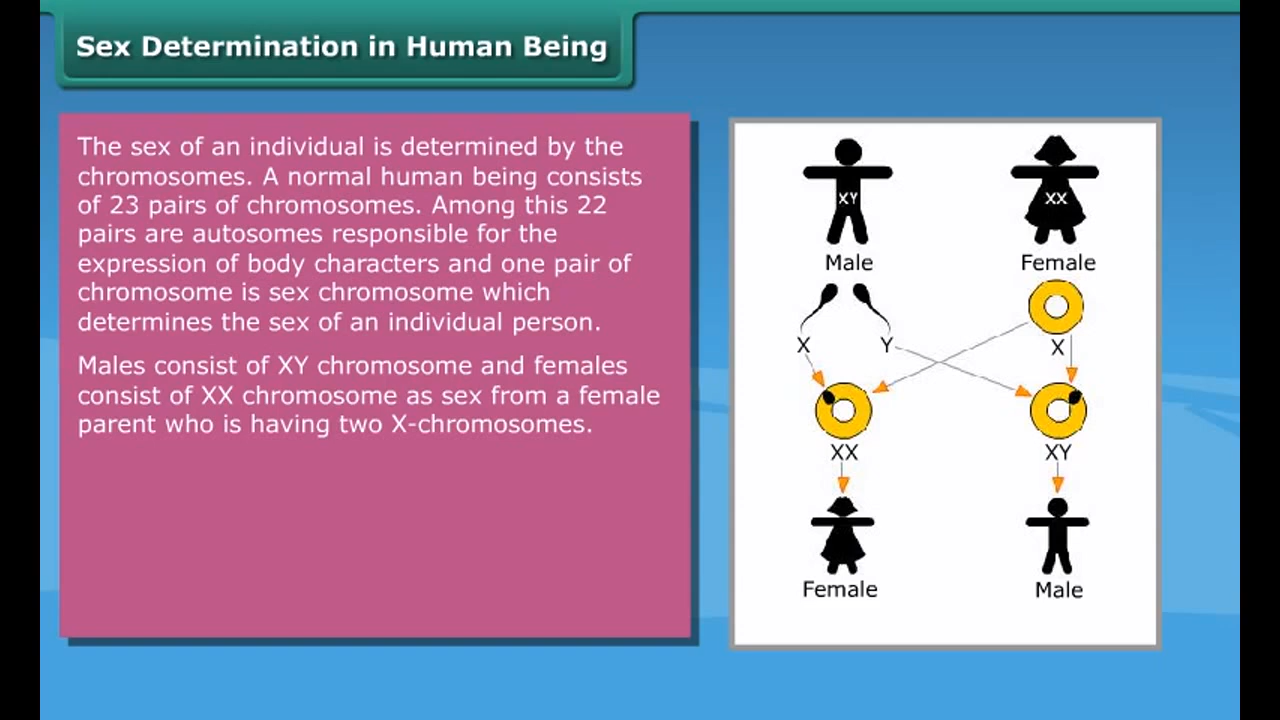 Sex Determination in Human Being
The sex of an individual is determined by the
chromosomes. A normal human being consists
of 23 pairs of chromosomes. Among this 22
pairs are autosomes responsible for the
expression of body characters and one pair of
chromosome is sex chromosome which
determines the sex of an individual person.
Males consist of XY chromosome and females
consist of XX chromosome as sex from a female
parent who is having two X-chromosomes.
XY XX
Male Female
X Y X
XX XY
Female Male